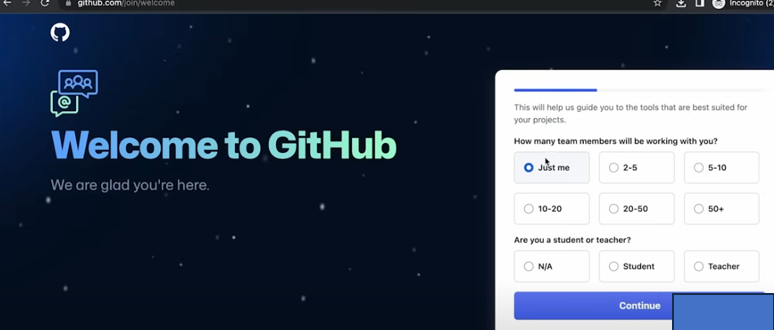 github.com/join/welcome
Incognito (2)
@
Welcome to GitHub
We are glad you're here.
This will help us guide you to the tools that are best suited for
your projects.
How many team members will be working with you?
Just me
2-5
5-10
10-20
20-50
50+
Are you a student or teacher?
N/A
Student
Teacher
Continue